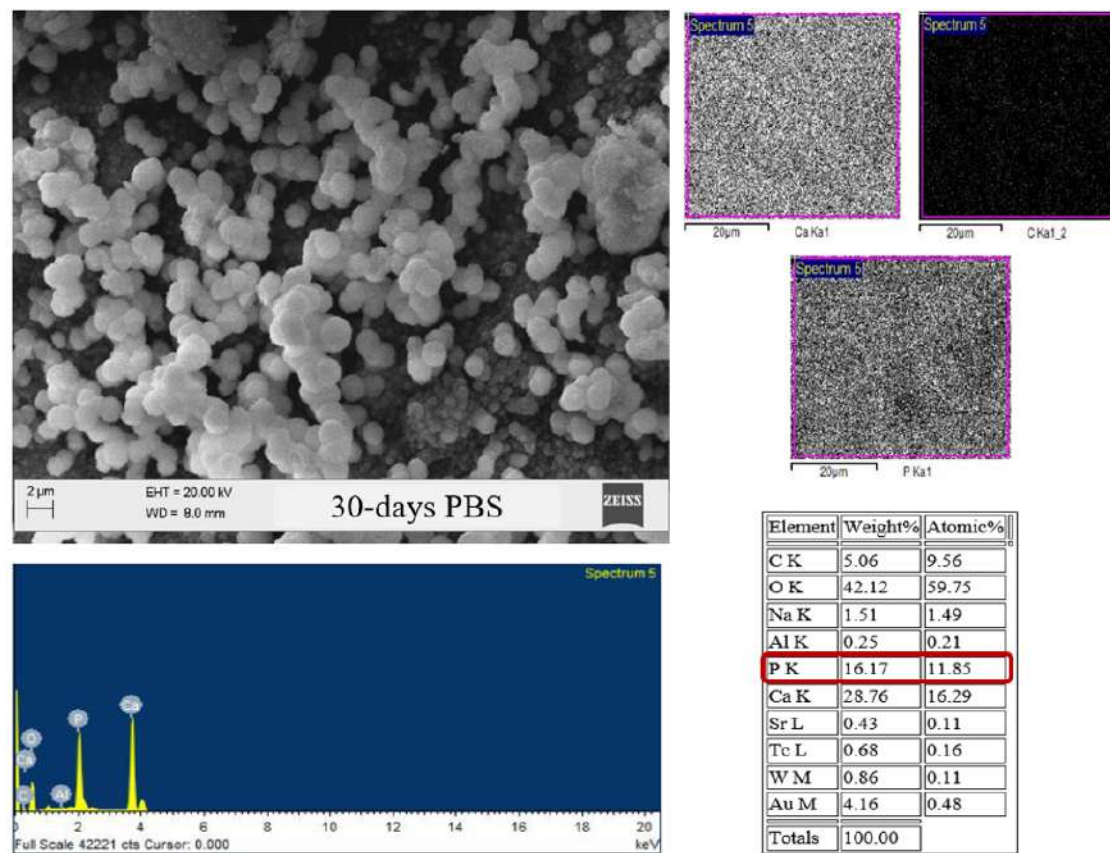 2 µm
EHT = 20.00 kV
WD = 8.0 mm
30-days PBS
ZEISS
Spectrum 5
20µm
Ca Ka1
Spectrum 5
C Ka1_2
Spectrum 5
20µm
P Ka1
Spectrum 5
P
Ca
O
Ca
C
Al
0 2 4 6 8 10 12 14 16 18 20
Full Scale 42221 cts Cursor: 0.000 keV
Element Weight% Atomic%
C K 5.06 9.56
O K 42.12 59.75
Na K 1.51 1.49
Al K 0.25 0.21
P K 16.17 11.85
Ca K 28.76 16.29
Sr L 0.43 0.11
Tc L 0.68 0.16
W M 0.86 0.11
Au M 4.16 0.48
Totals 100.00